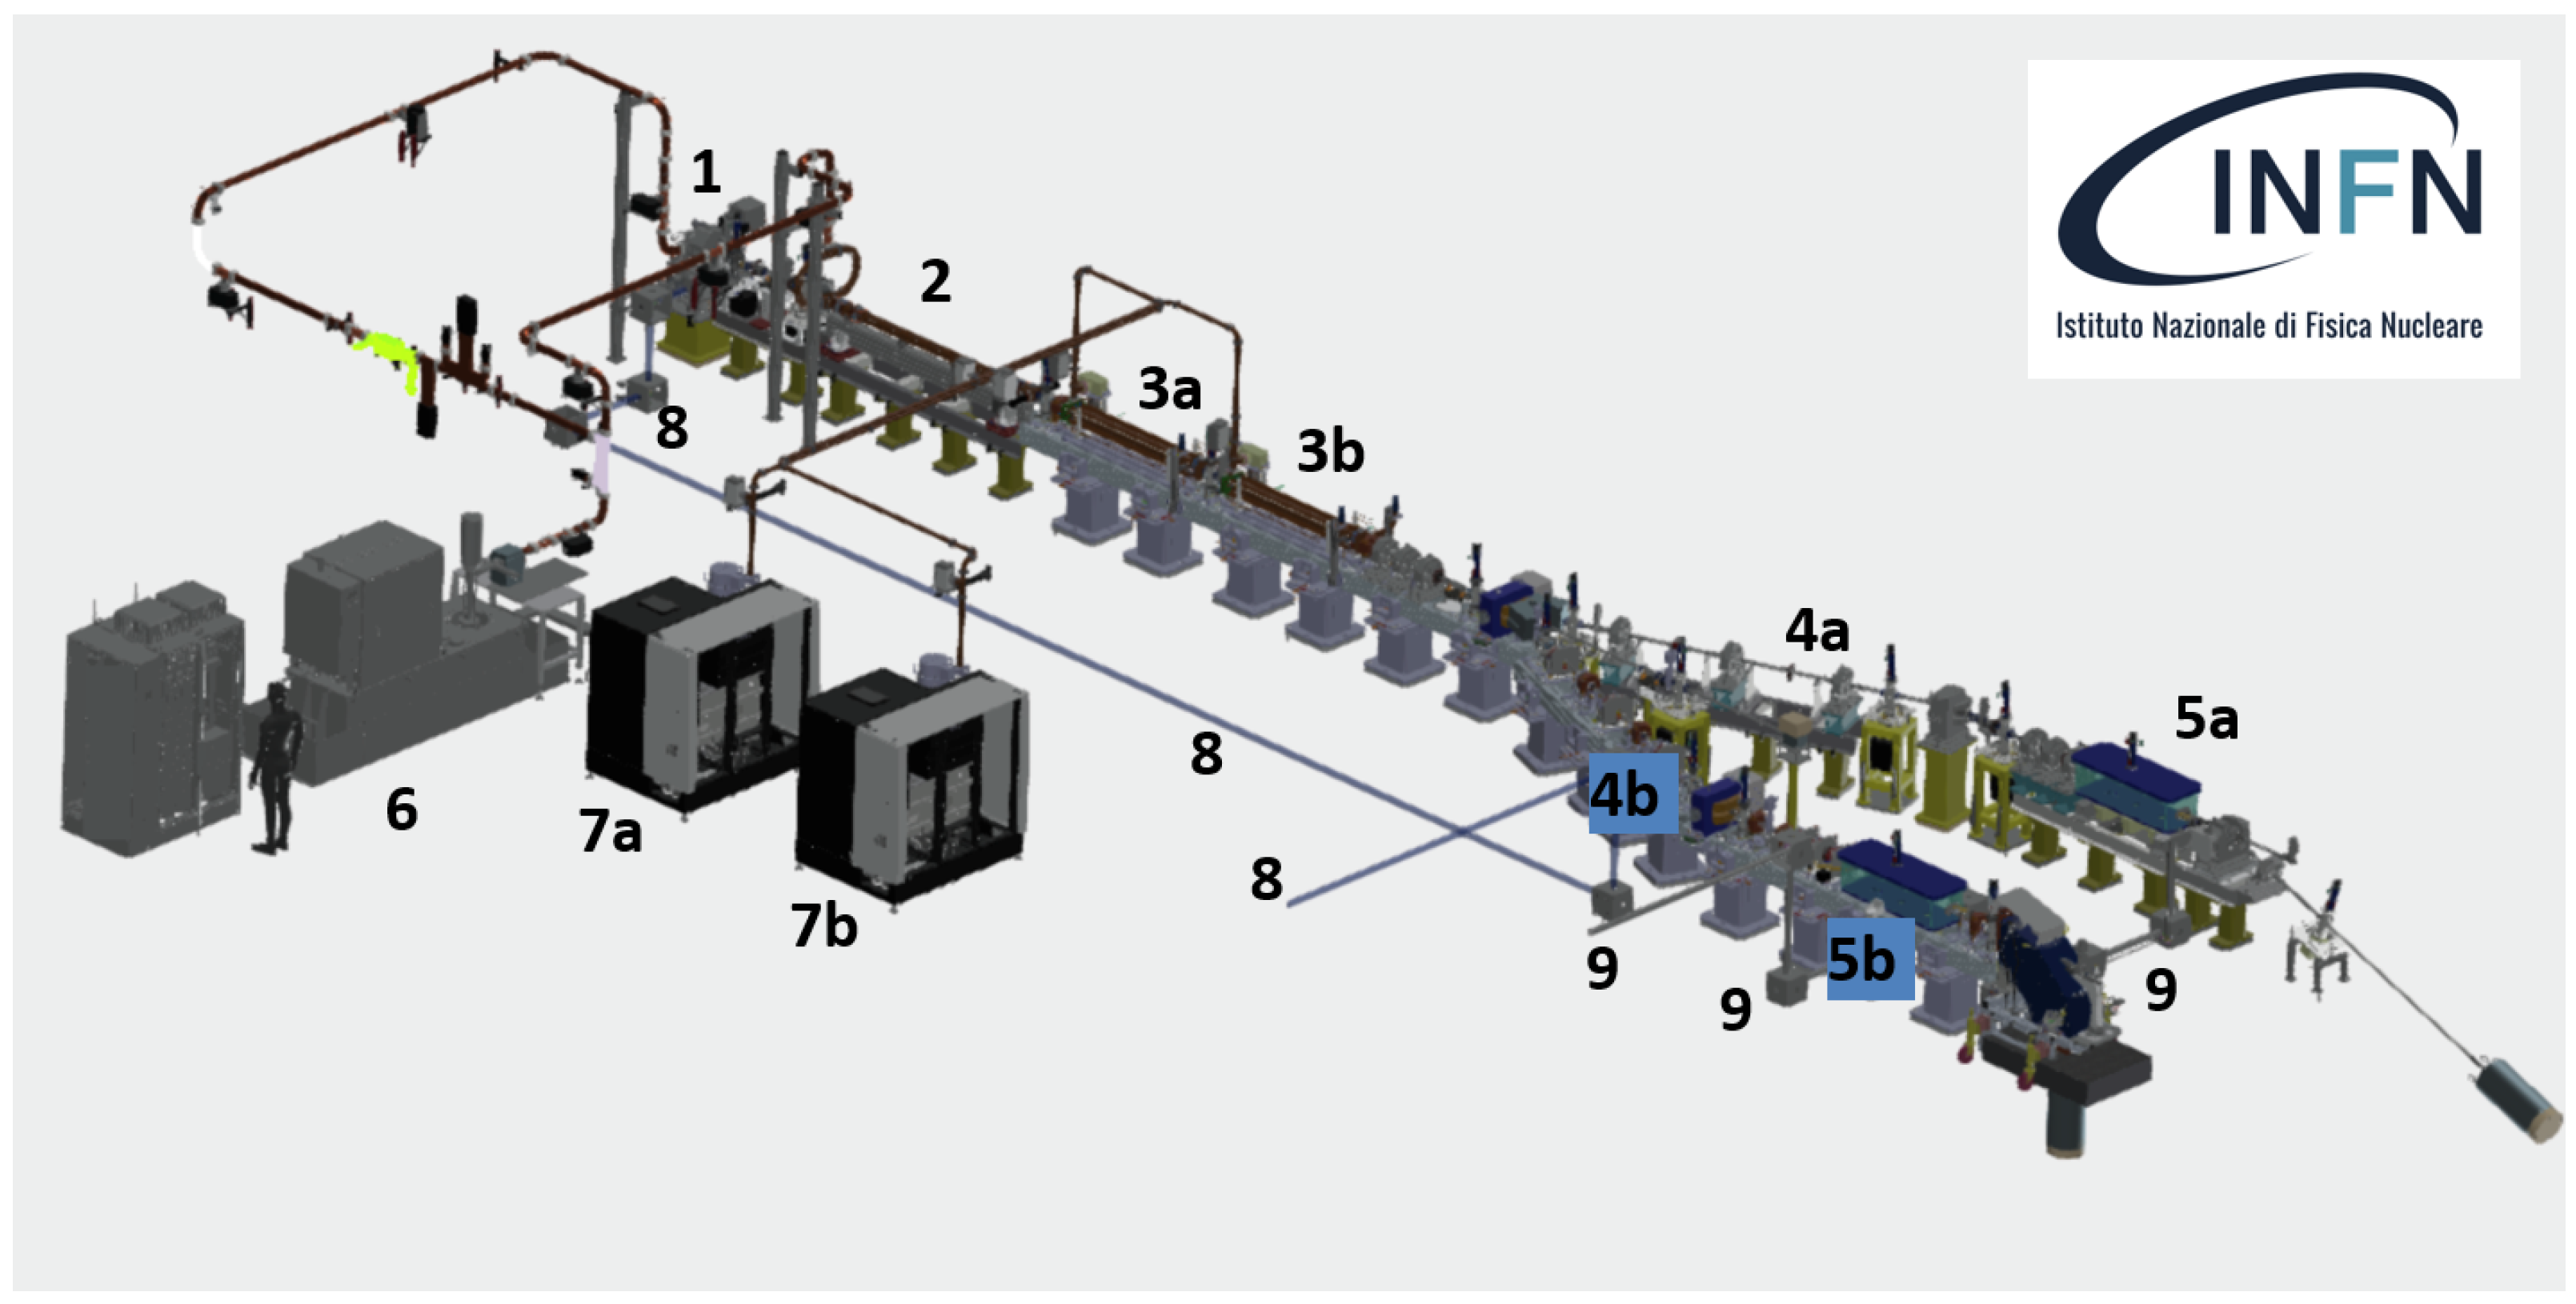 INFN
Istituto Nazionale di Fisica Nucleare
1
2
3a
8
3b
4a
5a
8
4b
6
7a
8
7b
5b
9
9
9